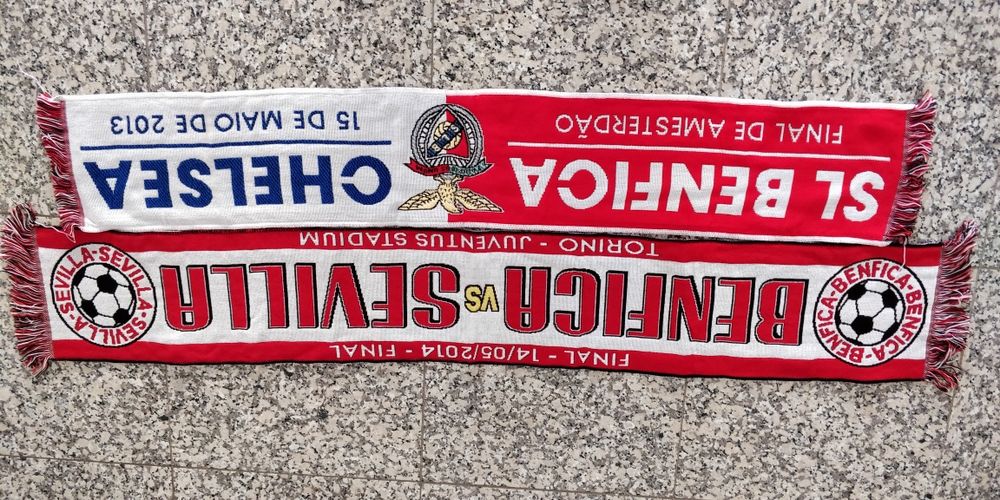 FINAL - 14/05/2014 - FINAL
BENFICA-BENFICA-BENFICA-
BENFICA VS SEVILLA
SEVILLA-SEVILLA-SEVILLA-
TORINO - JUVENTUS STADIUM
SL BENFICA
FINAL DE AMESTERDÃO
CHELSEA
15 DE MAIO DE 2013